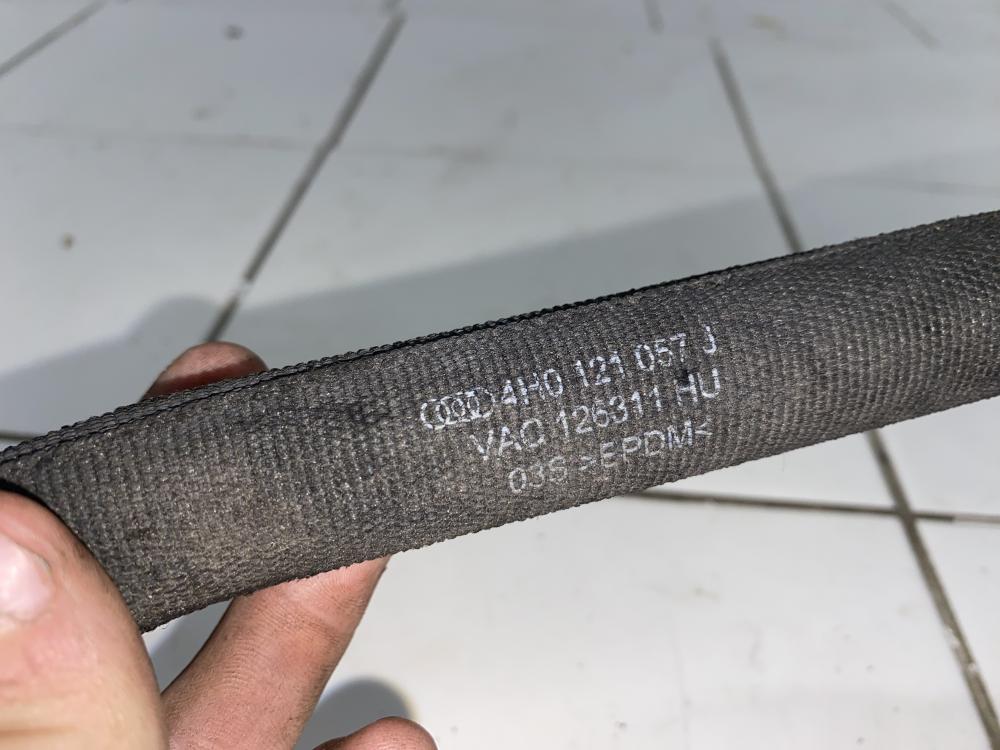 4H0 121 057 J
VAC 126311 HU
03S >EPDM<